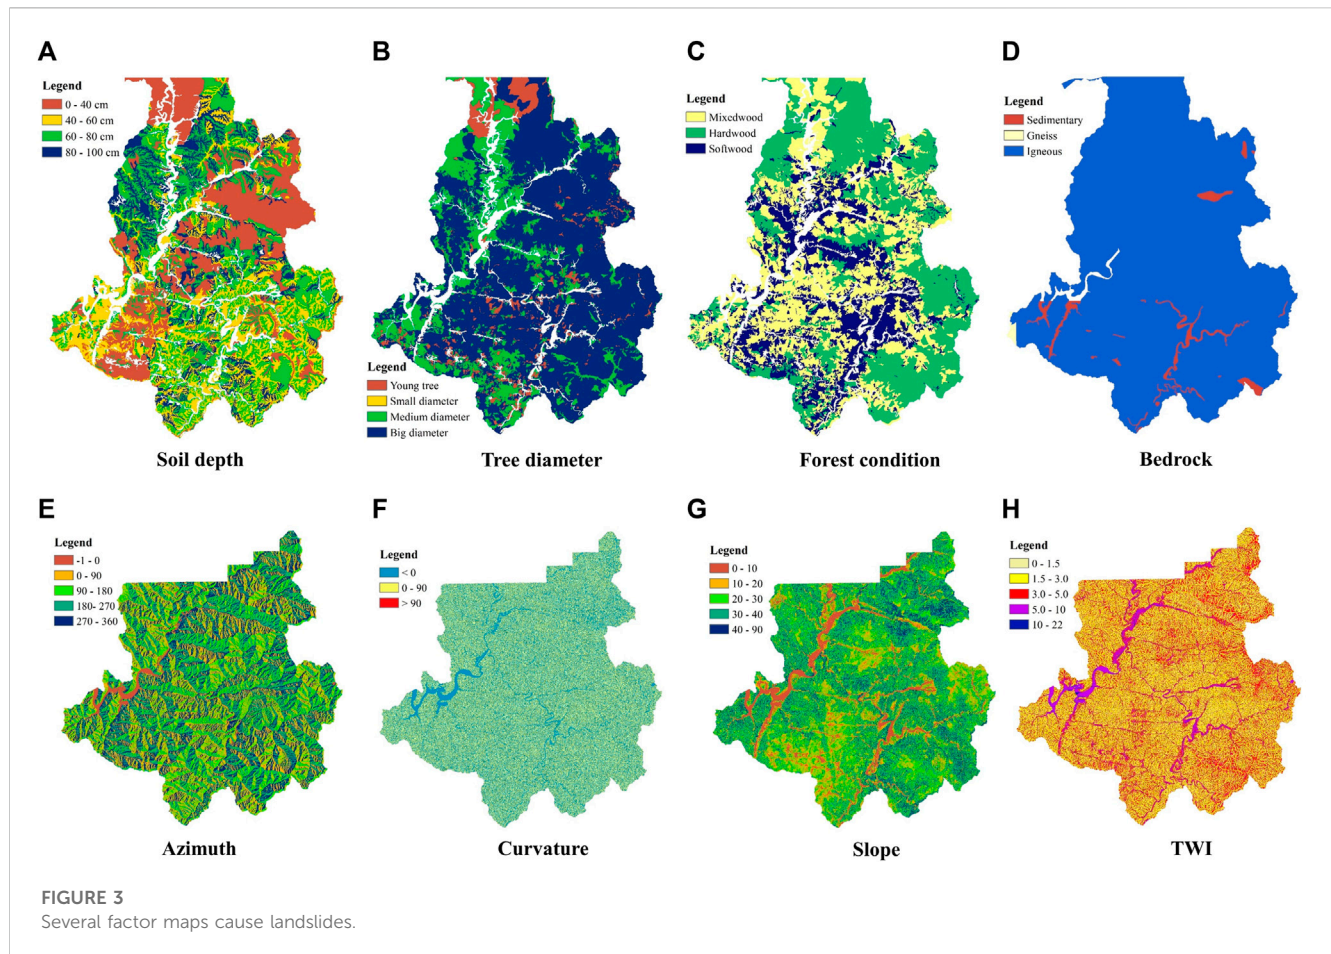 A
Legend
0 - 40 cm
40 - 60 cm
60 - 80 cm
80 - 100 cm
Soil depth
B
Legend
Young tree
Small diameter
Medium diameter
Big diameter
Tree diameter
C
Legend
Mixedwood
Hardwood
Softwood
Forest condition
D
Legend
Sedimentary
Gneiss
Igneous
Bedrock
E
Legend
-1 - 0
0 - 90
90 - 180
180- 270
270 - 360
Azimuth
F
Legend
< 0
0 - 90
> 90
Curvature
G
Legend
0 - 10
10 - 20
20 - 30
30 - 40
40 - 90
Slope
H
Legend
0 - 1.5
1.5 - 3.0
3.0 - 5.0
5.0 - 10
10 - 22
TWI
FIGURE 3
Several factor maps cause landslides.